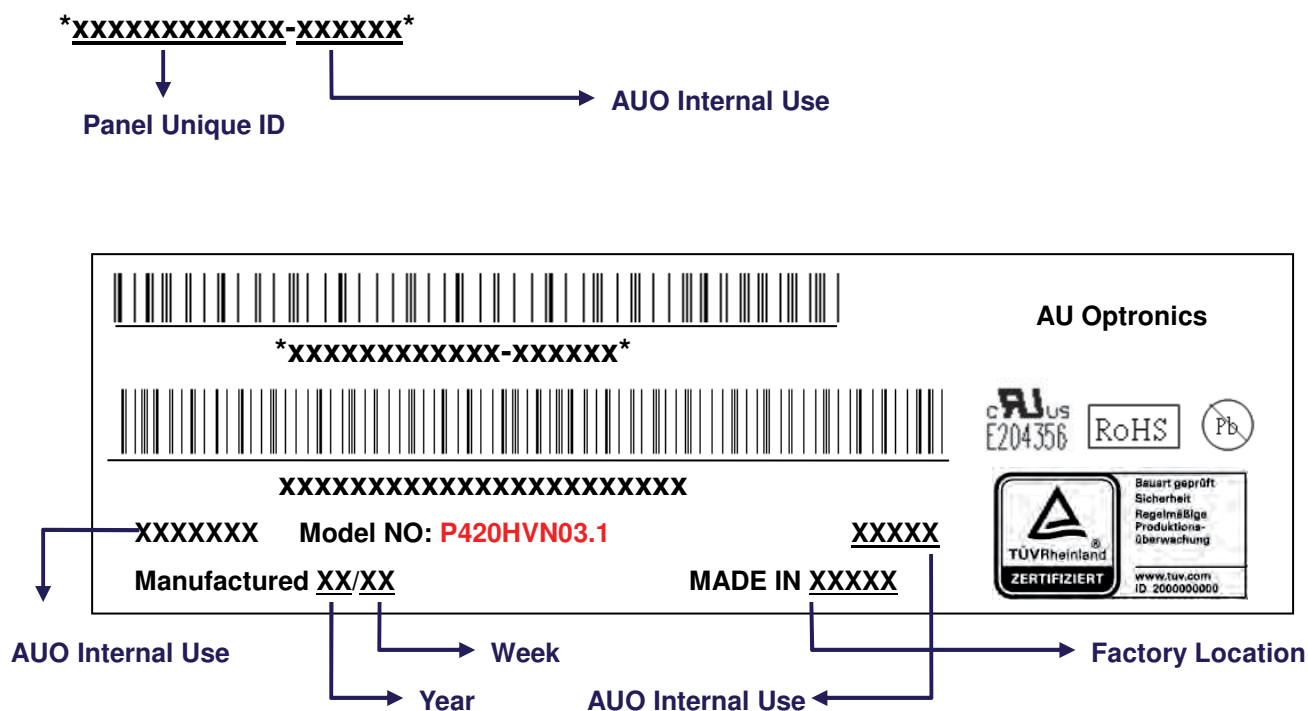 *xxxxxxxxxxxx-xxxxxx*
AUO Internal Use
Panel Unique ID
AU Optronics
*xxxxxxxxxxxx-xxxxxx*
c RU us
E204356
RoHS
Pb
xxxxxxxxxxxxxxxxxxxxxxx
Bauart geprüft
Sicherheit
Regelmäßige
Produktions-
überwachung
TÜVRheinland®
ZERTIFIZIERT
www.tuv.com
ID 2000000000
XXXXXXX Model NO: P420HVN03.1 XXXXX
Manufactured XX/XX MADE IN XXXXX
AUO Internal Use
Week
Factory Location
Year
AUO Internal Use